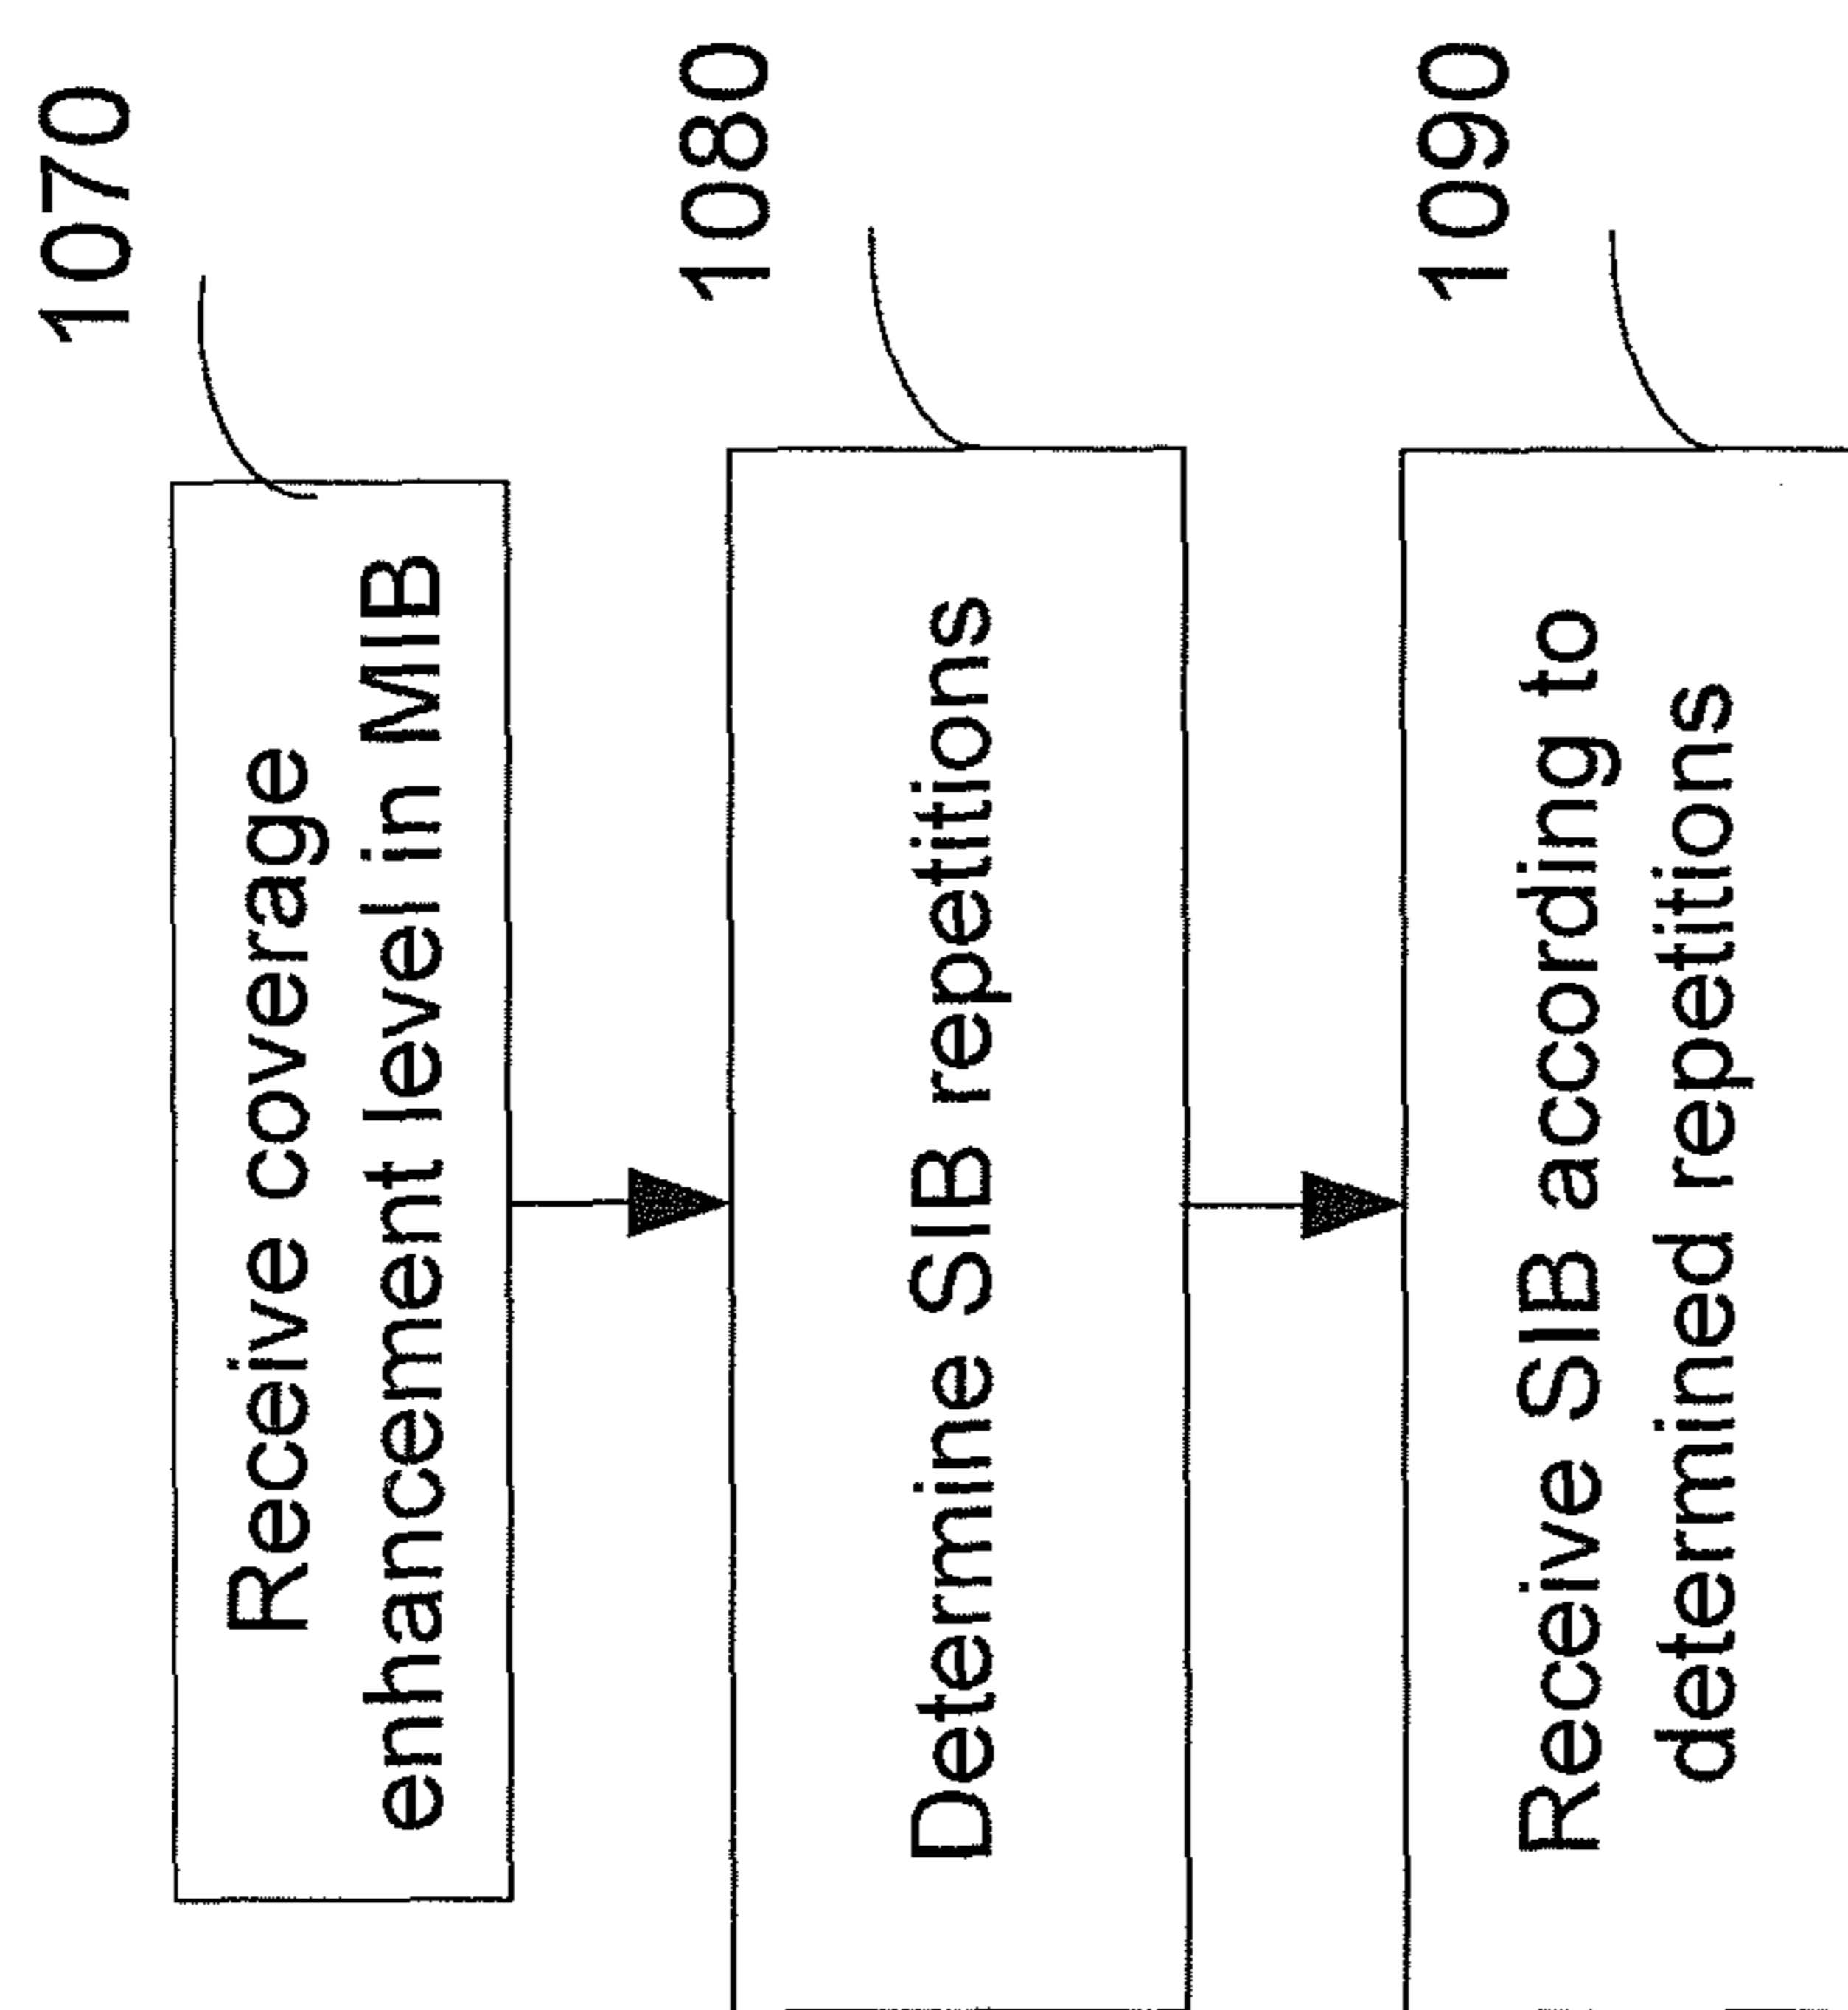 1070
Receive coverage
enhancement level in MIB
1080
Determine SIB repetitions
1090
Receive SIB according to
determined repetitions